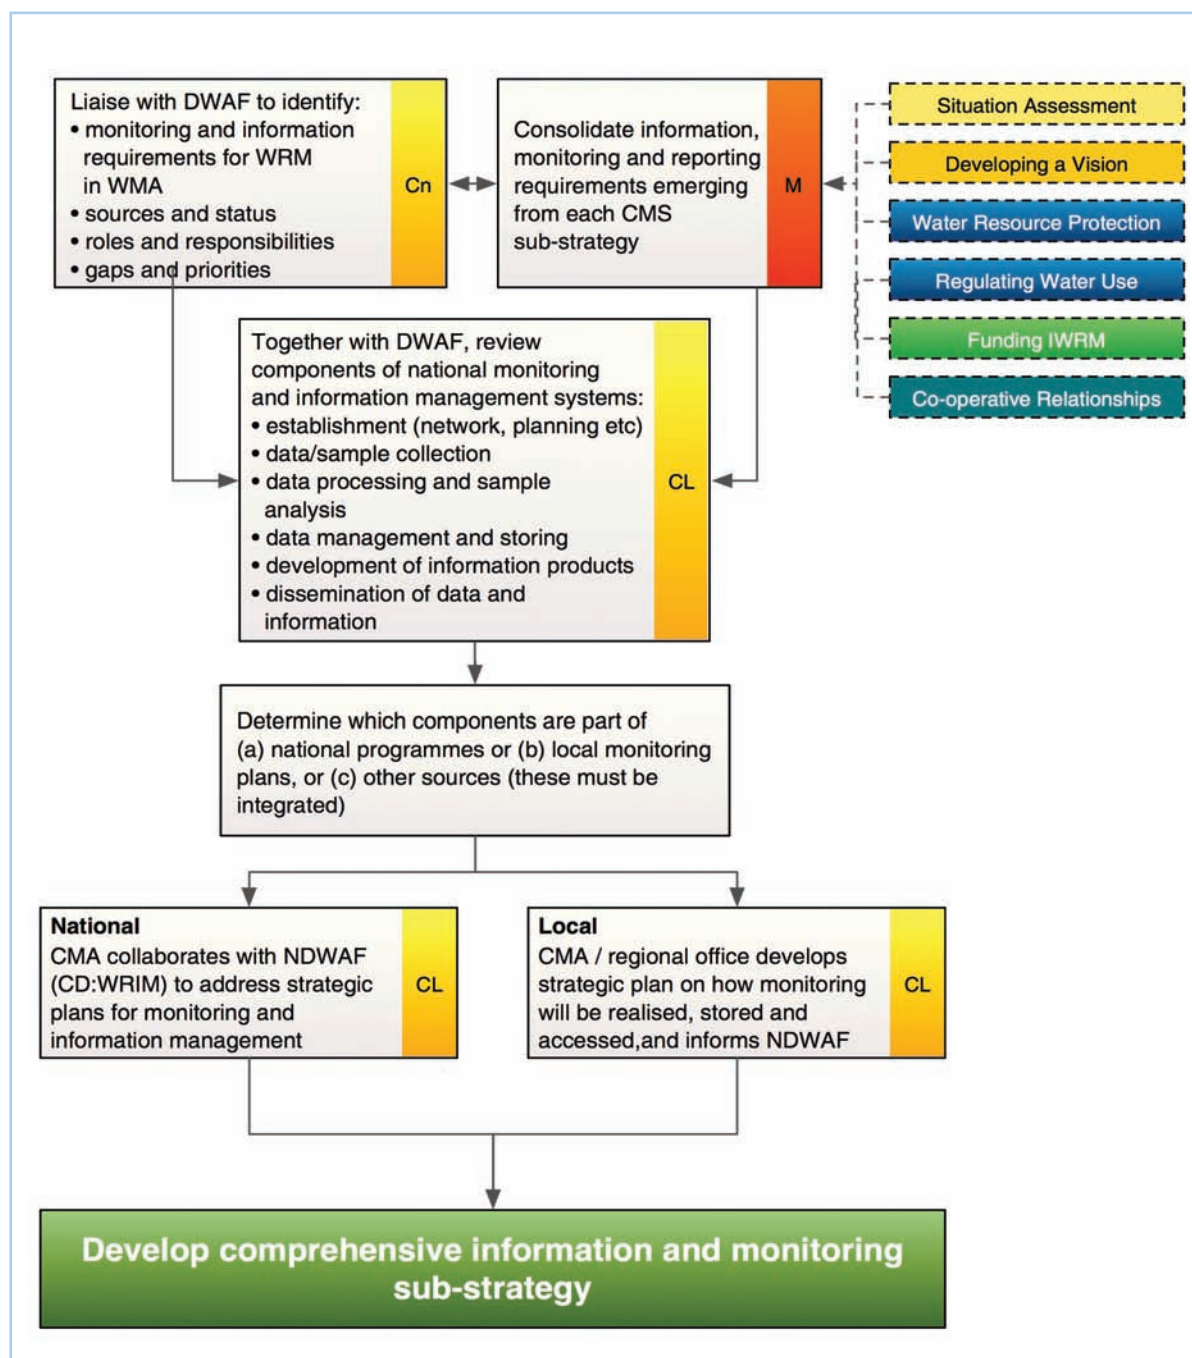 Liaise with DWAF to identify:
• monitoring and information
requirements for WRM
in WMA
• sources and status
• roles and responsibilities
• gaps and priorities
Cn
Consolidate information,
monitoring and reporting
requirements emerging
from each CMS
sub-strategy
M
Situation Assessment
Developing a Vision
Water Resource Protection
Regulating Water Use
Funding IWRM
Co-operative Relationships
Together with DWAF, review
components of national monitoring
and information management systems:
• establishment (network, planning etc)
• data/sample collection
• data processing and sample
analysis
• data management and storing
• development of information products
• dissemination of data and
information
CL
Determine which components are part of
(a) national programmes or (b) local monitoring
plans, or (c) other sources (these must be
integrated)
National
CMA collaborates with NDWAF
(CD:WRIM) to address strategic
plans for monitoring and
information management
CL
Local
CMA / regional office develops
strategic plan on how monitoring
will be realised, stored and
accessed,and informs NDWAF
CL
Develop comprehensive information and monitoring
sub-strategy